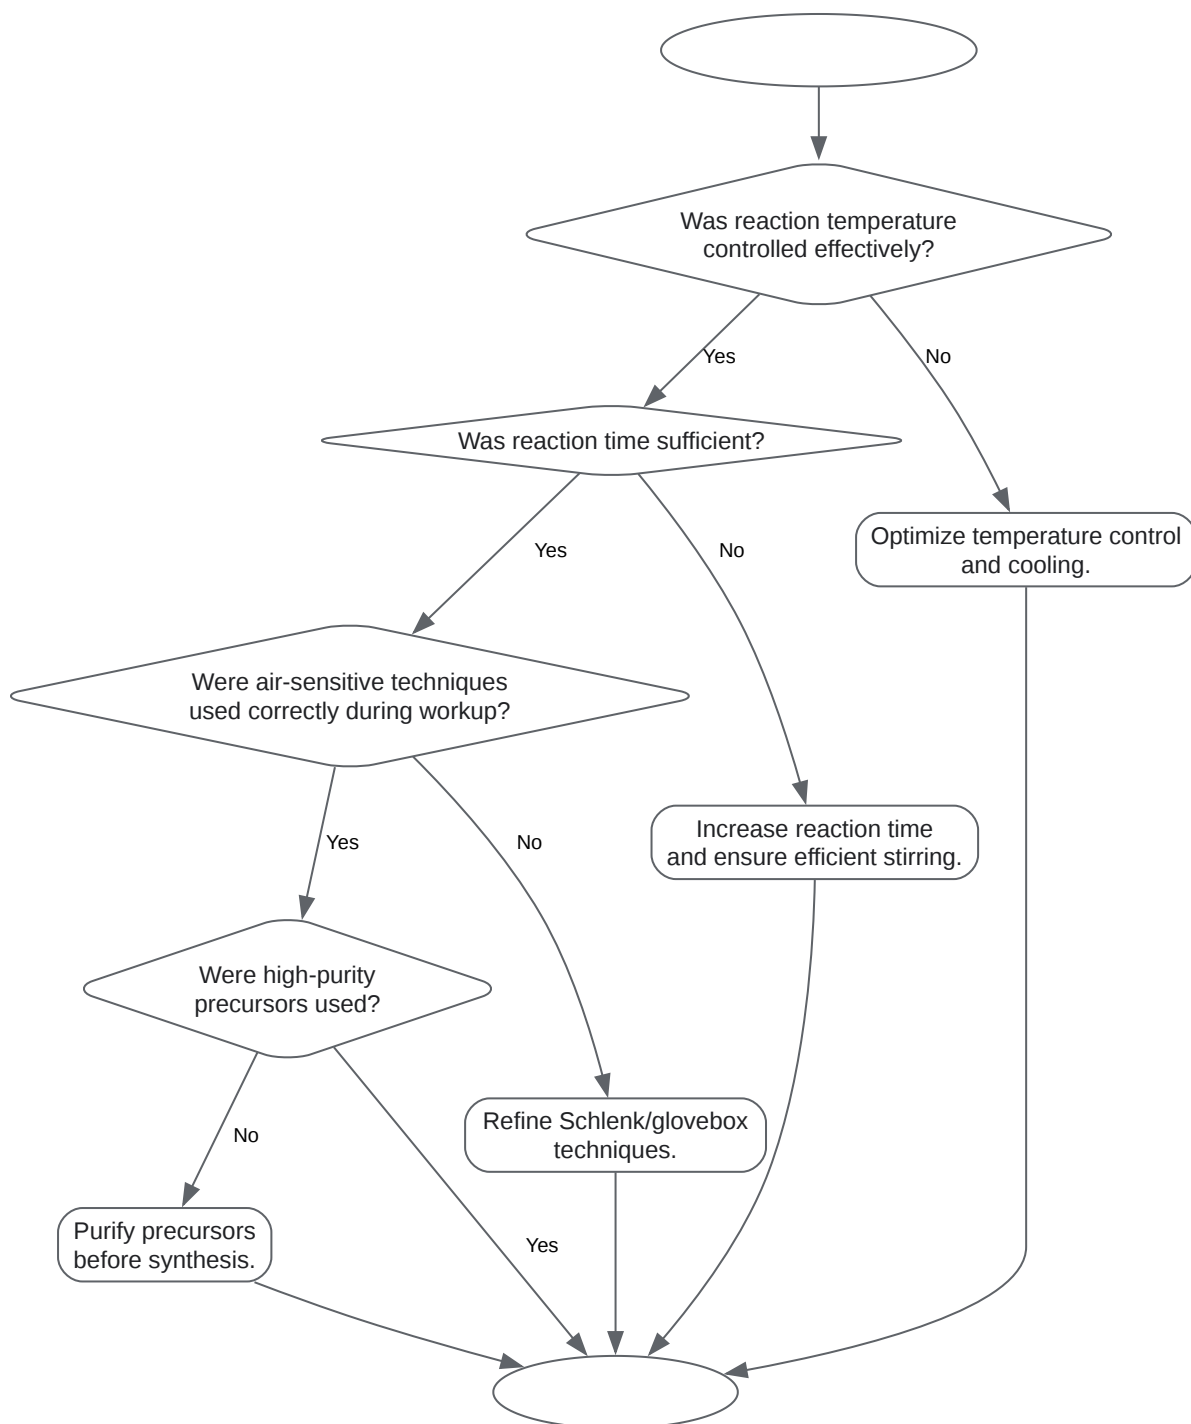 Was reaction temperature
controlled effectively?
Yes
No
Was reaction time sufficient?
Yes
No
Optimize temperature control
and cooling.
Were air-sensitive techniques
used correctly during workup?
Yes
No
Increase reaction time
and ensure efficient stirring.
Were high-purity
precursors used?
No
Yes
Refine Schlenk/glovebox
techniques.
Purify precursors
before synthesis.